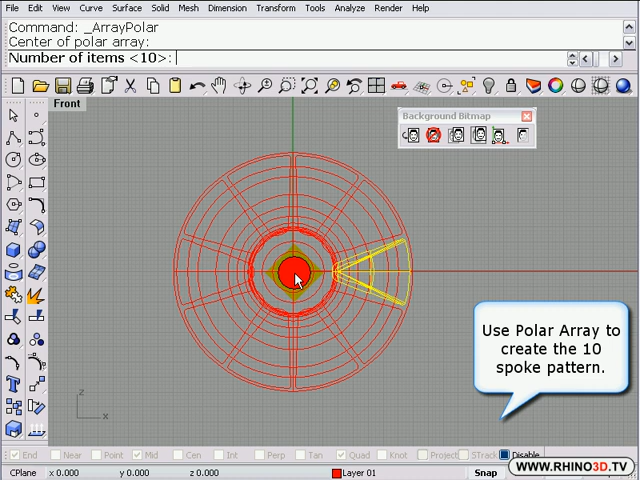 File Edit View Curve Surface Solid Mesh Dimension Transform Tools Analyze Render Help
Command: _ArrayPolar
Center of polar array:
Number of items <10>:
Front
Background Bitmap
Use Polar Array to
create the 10
spoke pattern.
z
x
End Near Point Mid Cen Int Perp Tan Quad Knot Project STrack Disable
WWW.RHINO3D.TV
CPlane x 0.000 y 0.000 z 0.000 Layer 01 Snap